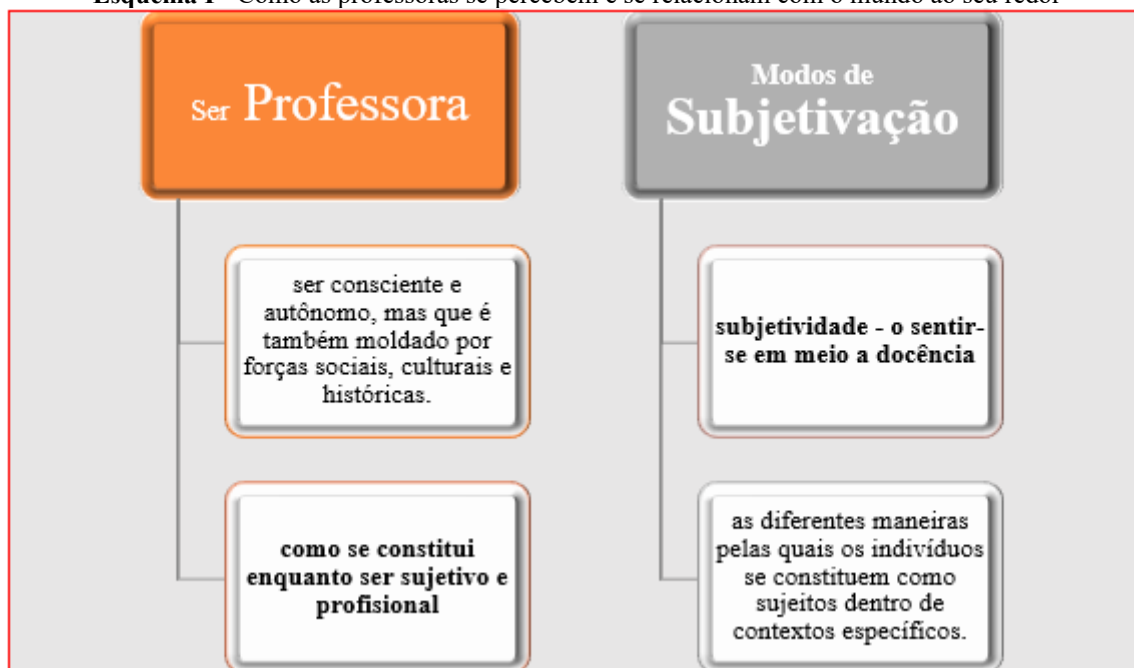 Esquema 1 - Como as professoras se percebem e se relacionam com o mundo ao seu redor
Ser Professora
ser consciente e
autônomo, mas que é
também moldado por
forças sociais, culturais e
históricas.
como se constitui
enquanto ser sujetivo e
profisional
Modos de
Subjetivação
subjetividade - o sentir-
se em meio a docência
as diferentes maneiras
pelas quais os indivíduos
se constituem como
sujeitos dentro de
contextos específicos.